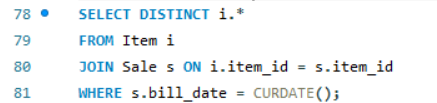 78 SELECT DISTINCT i.*
79 FROM Item i
80 JOIN Sale s ON i.item_id = s.item_id
81 WHERE s.bill_date = CURDATE();